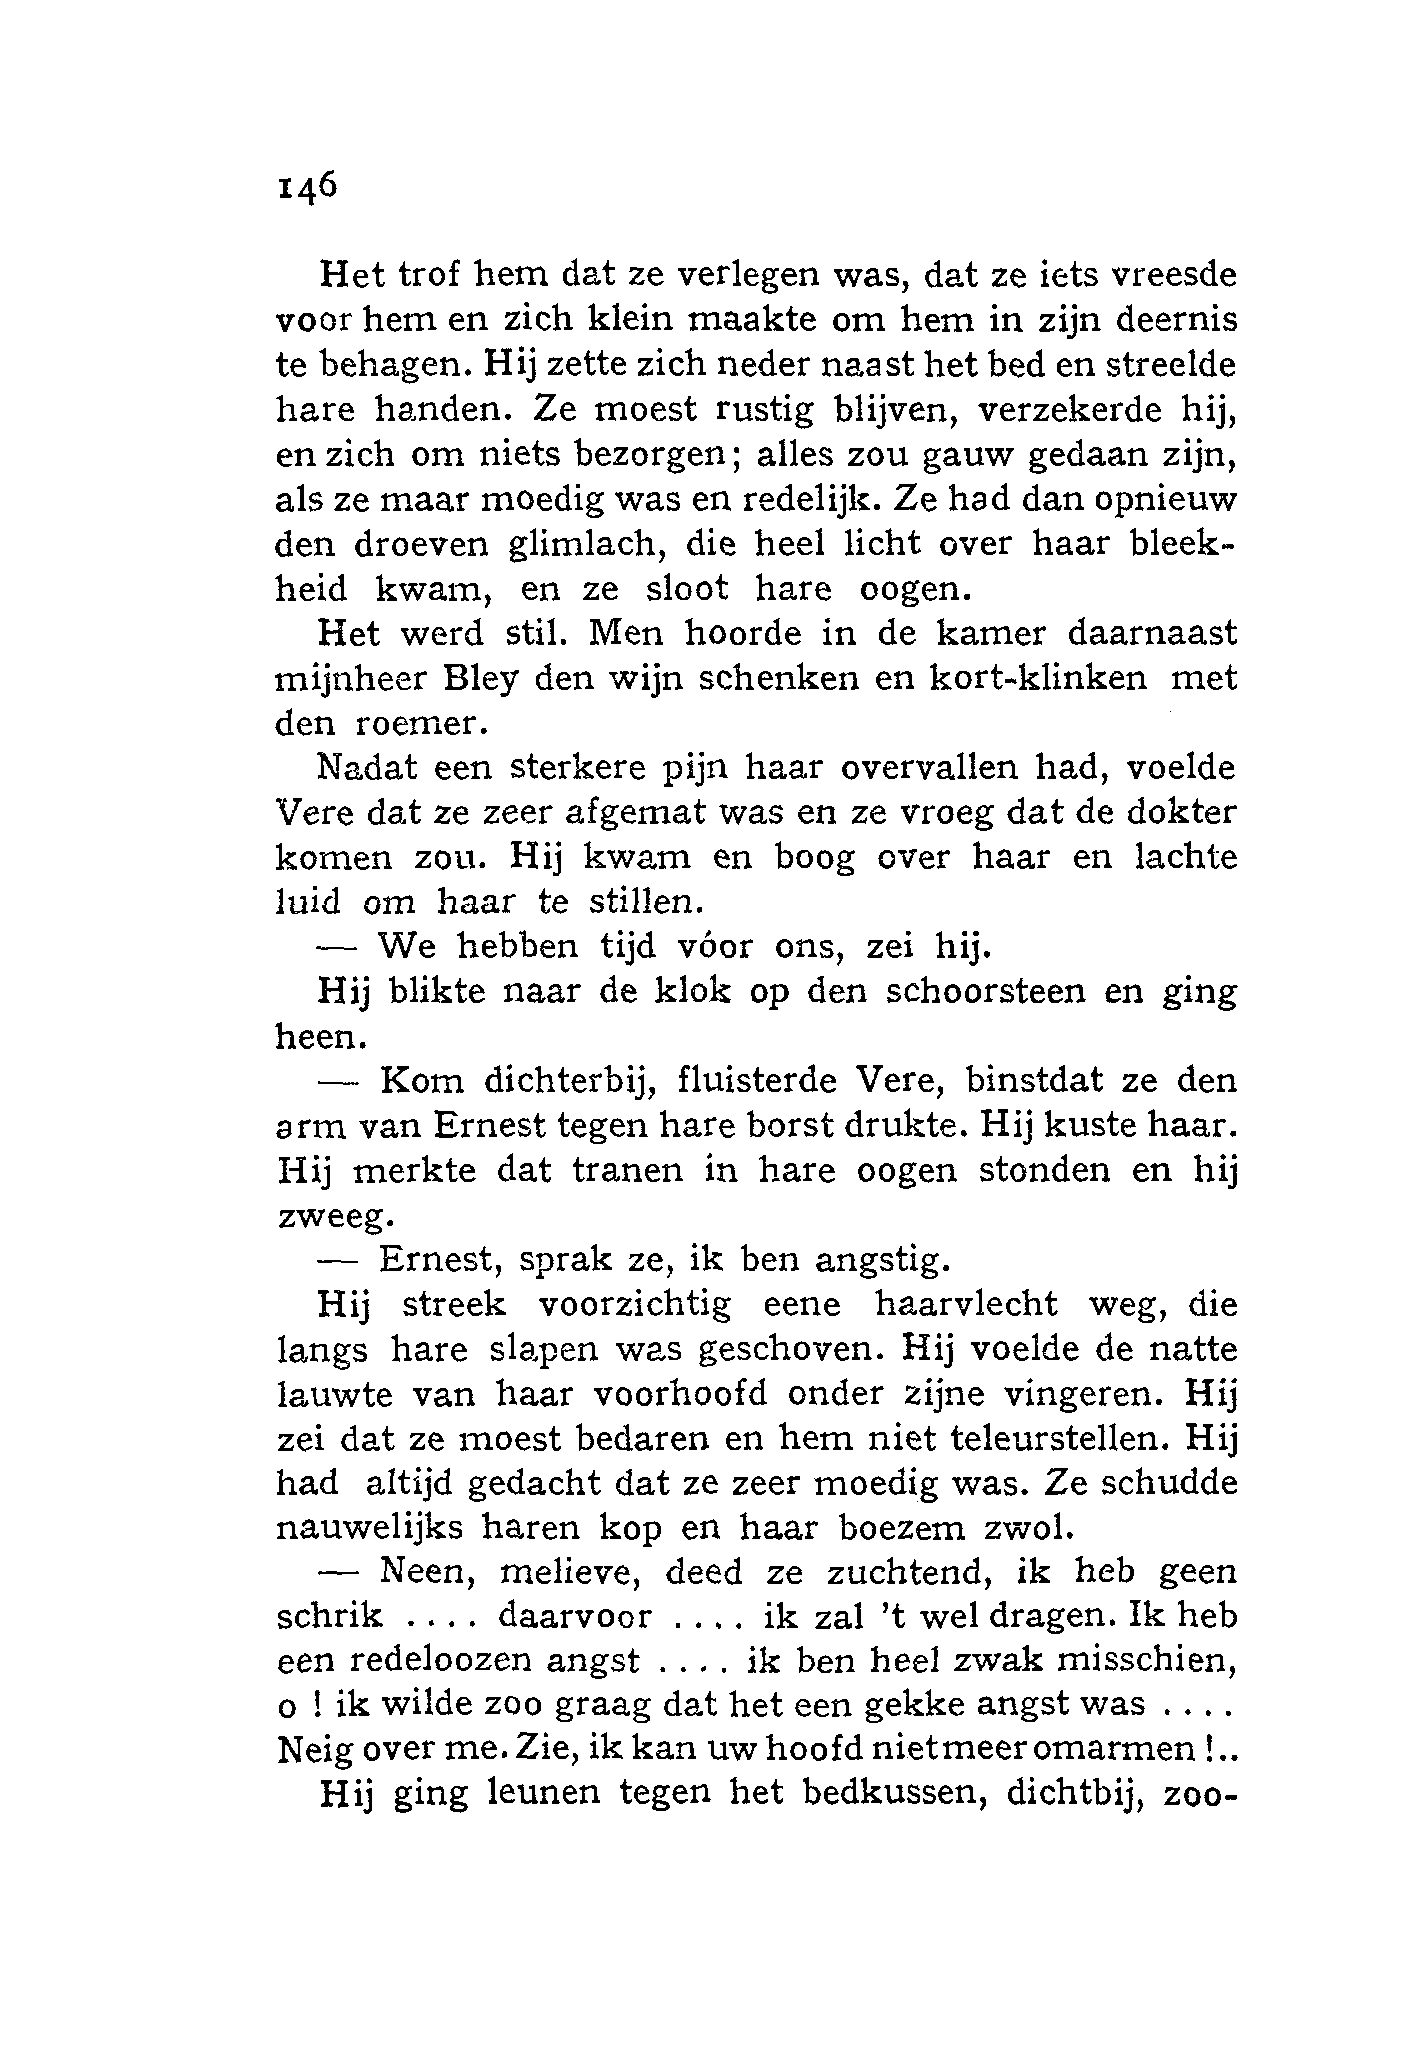 146
Het trof hem dat ze verlegen was, dat ze iets vreesde
voor hem en zich klein maakte om hem in zijn deernis
te behagen. Hij zette zich neder naast het bed en streelde
hare handen. Ze moest rustig blijven, verzekerde hij,
en zich om niets bezorgen; alles zou gauw gedaan zijn,
als ze maar moedig was en redelijk. Ze had dan opnieuw
den droeven glimlach, die heel licht over haar bleek-
heid kwam, en ze sloot hare oogen.
Het werd stil. Men hoorde in de kamer daarnaast
mijnheer Bley den wijn schenken en kort-klinken met
den roemer.
Nadat een sterkere pijn haar overvallen had, voelde
Vere dat ze zeer afgemat was en ze vroeg dat de dokter
komen zou. Hij kwam en boog over haar en lachte
luid om haar te stillen.
— We hebben tijd vóor ons, zei hij.
Hij blikte naar de klok op den schoorsteen en ging
heen.
— Kom dichterbij, fluisterde Vere, binstdat ze den
arm van Ernest tegen hare borst drukte. Hij kuste haar.
Hij merkte dat tranen in hare oogen stonden en hij
zweeg.
— Ernest, sprak ze, ik ben angstig.
Hij streek voorzichtig eene haarvlecht weg, die
langs hare slapen was geschoven. Hij voelde de natte
lauwte van haar voorhoofd onder zijne vingeren. Hij
zei dat ze moest bedaren en hem niet teleurstellen. Hij
had altijd gedacht dat ze zeer moedig was. Ze schudde
nauwelijks haren kop en haar boezem zwol.
— Neen, melieve, deed ze zuchtend, ik heb geen
schrik .... daarvoor .... ik zal 't wel dragen. Ik heb
een redeloozen angst .... ik ben heel zwak misschien,
o ! ik wilde zoo graag dat het een gekke angst was ....
Neig over me. Zie, ik kan uw hoofd niet meer omarmen !..
Hij ging leunen tegen het bedkussen, dichtbij, zoo-